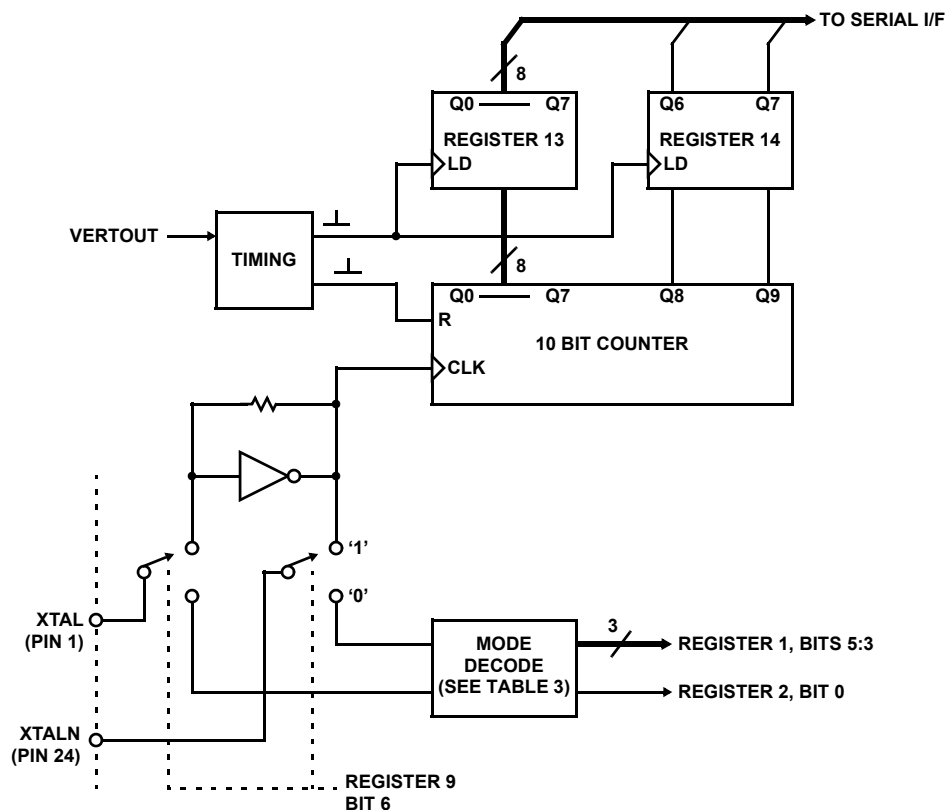 TO SERIAL I/F
8
Q0 Q7
Q6 Q7
REGISTER 13
REGISTER 14
LD
LD
VERTOUT
TIMING
8
Q0 Q7 Q8 Q9
R
10 BIT COUNTER
CLK
‘1’
‘0’
XTAL
(PIN 1)
MODE
DECODE
(SEE TABLE 3)
3
REGISTER 1, BITS 5:3
REGISTER 2, BIT 0
XTALN
(PIN 24)
REGISTER 9
BIT 6